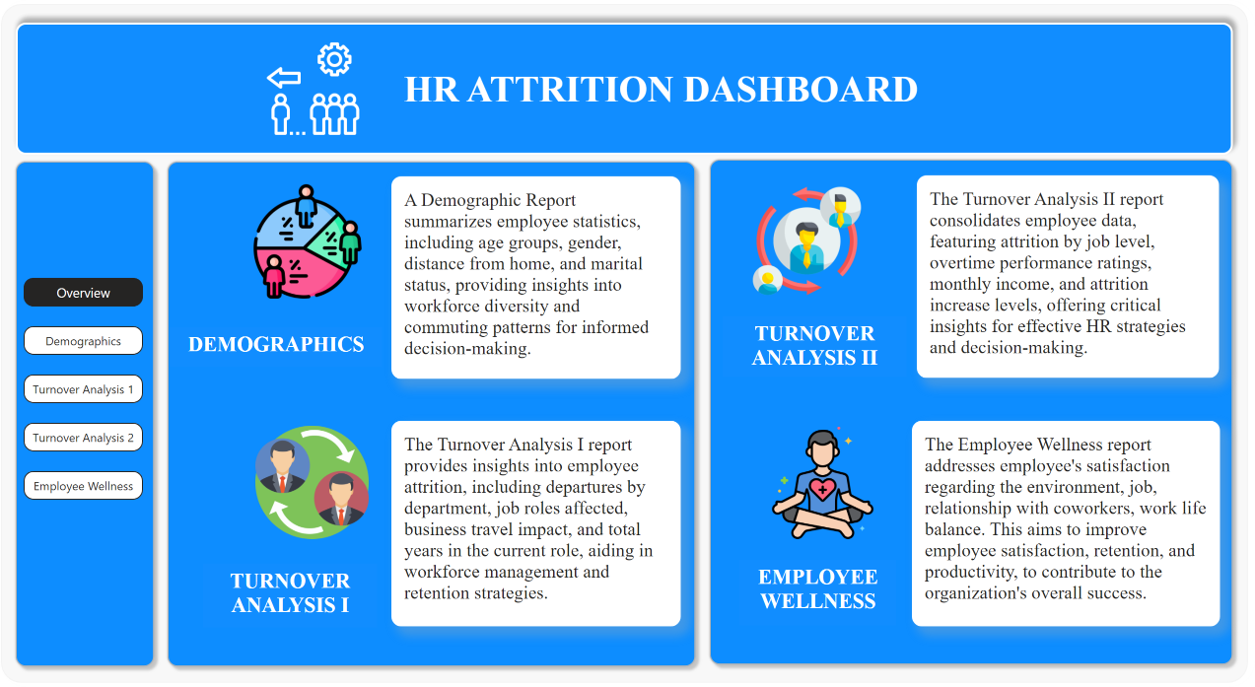 HR ATTRITION DASHBOARD
Overview
Demographics
Turnover Analysis 1
Turnover Analysis 2
Employee Wellness
DEMOGRAPHICS
A Demographic Report
summarizes employee statistics,
including age groups, gender,
distance from home, and marital
status, providing insights into
workforce diversity and
commuting patterns for informed
decision-making.
TURNOVER
ANALYSIS I
The Turnover Analysis I report
provides insights into employee
attrition, including departures by
department, job roles affected,
business travel impact, and total
years in the current role, aiding in
workforce management and
retention strategies.
TURNOVER
ANALYSIS II
The Turnover Analysis II report
consolidates employee data,
featuring attrition by job level,
overtime performance ratings,
monthly income, and attrition
increase levels, offering critical
insights for effective HR strategies
and decision-making.
EMPLOYEE
WELLNESS
The Employee Wellness report
addresses employee's satisfaction
regarding the environment, job,
relationship with coworkers, work life
balance. This aims to improve
employee satisfaction, retention, and
productivity, to contribute to the
organization's overall success.